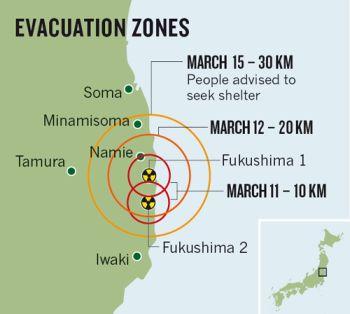 EVACUATION ZONES
MARCH 15 – 30 KM
People advised to
seek shelter
Soma
Minamisoma
MARCH 12 – 20 KM
Namie
Fukushima 1
Tamura
MARCH 11 – 10 KM
Fukushima 2
Iwaki